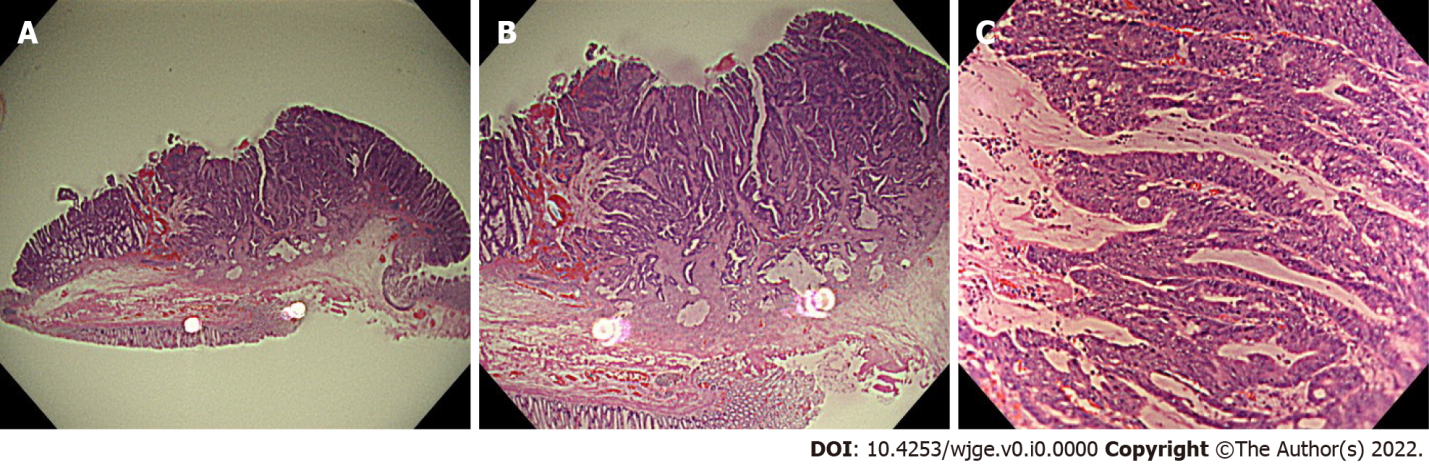 A
B
C
DOI: 10.4253/wjge.v0.i0.0000 Copyright ©The Author(s) 2022.